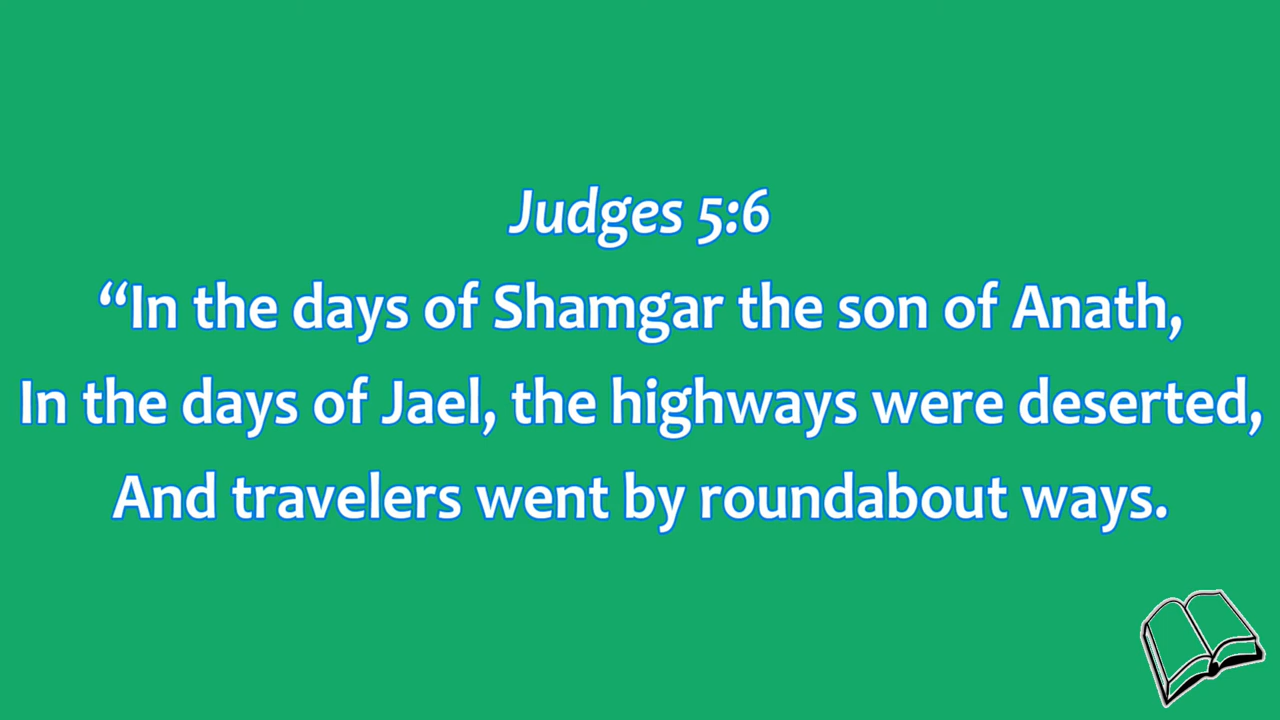 Judges 5:6
“In the days of Shamgar the son of Anath,
In the days of Jael, the highways were deserted,
And travelers went by roundabout ways.